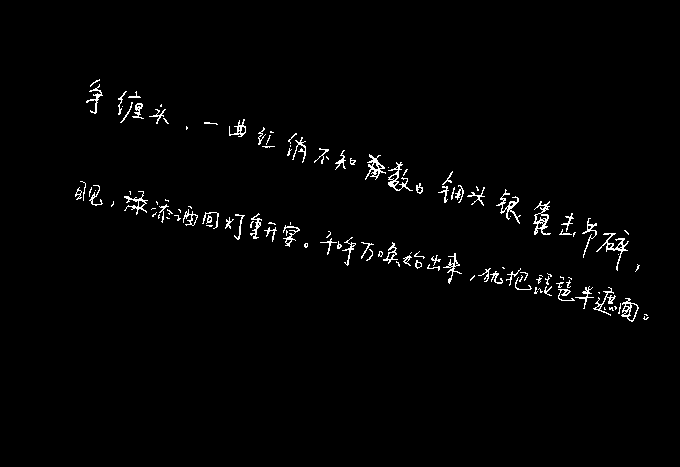 争缠头,一曲红绡不知数。钿头银篦击节碎,
见,添酒回灯重开宴。千呼万唤始出来,犹抱琵琶半遮面。